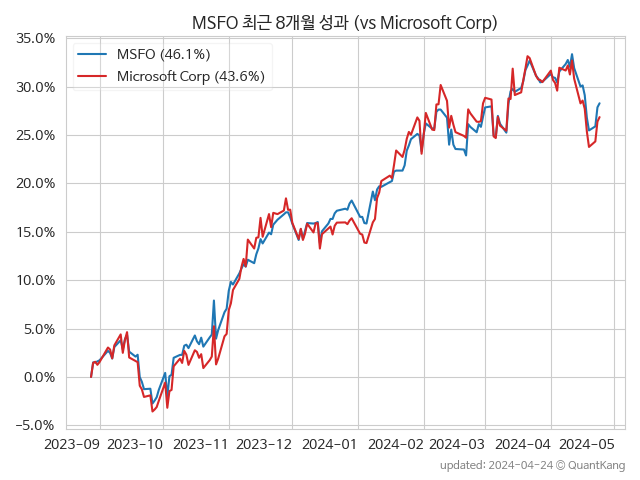 MSFO 최근 8개월 성과 (vs Microsoft Corp)
MSFO (46.1%)
Microsoft Corp (43.6%)
35.0%
30.0%
25.0%
20.0%
15.0%
10.0%
5.0%
0.0%
−5.0%
2023−09 2023−10 2023−11 2023−12 2024−01 2024−02 2024−03 2024−04 2024−05
updated: 2024-04-24 © QuantKang